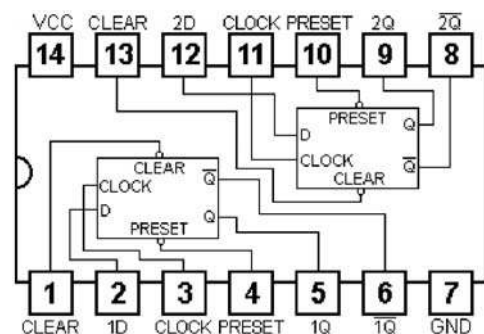 VCC CLEAR 2D CLOCK PRESET 2Q 2Q
14 13 12 11 10 9 8
PRESET
D Q
CLOCK
Q
CLEAR
CLEAR
CLOCK Q
D Q
PRESET
1 2 3 4 5 6 7
CLEAR 1D CLOCK PRESET 1Q 1Q GND